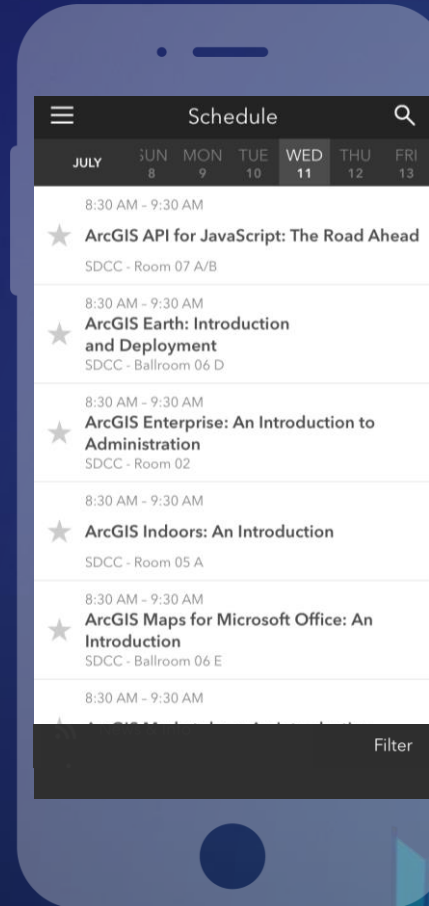 Schedule
JULY SUN MON TUE WED THU FRI
8 9 10 11 12 13
8:30 AM – 9:30 AM
ArcGIS API for JavaScript: The Road Ahead
SDCC - Room 07 A/B
8:30 AM – 9:30 AM
ArcGIS Earth: Introduction
and Deployment
SDCC - Ballroom 06 D
8:30 AM – 9:30 AM
ArcGIS Enterprise: An Introduction to
Administration
SDCC - Room 02
8:30 AM – 9:30 AM
ArcGIS Indoors: An Introduction
SDCC - Room 05 A
8:30 AM – 9:30 AM
ArcGIS Maps for Microsoft Office: An
Introduction
SDCC - Ballroom 06 E
8:30 AM – 9:30 AM
Filter